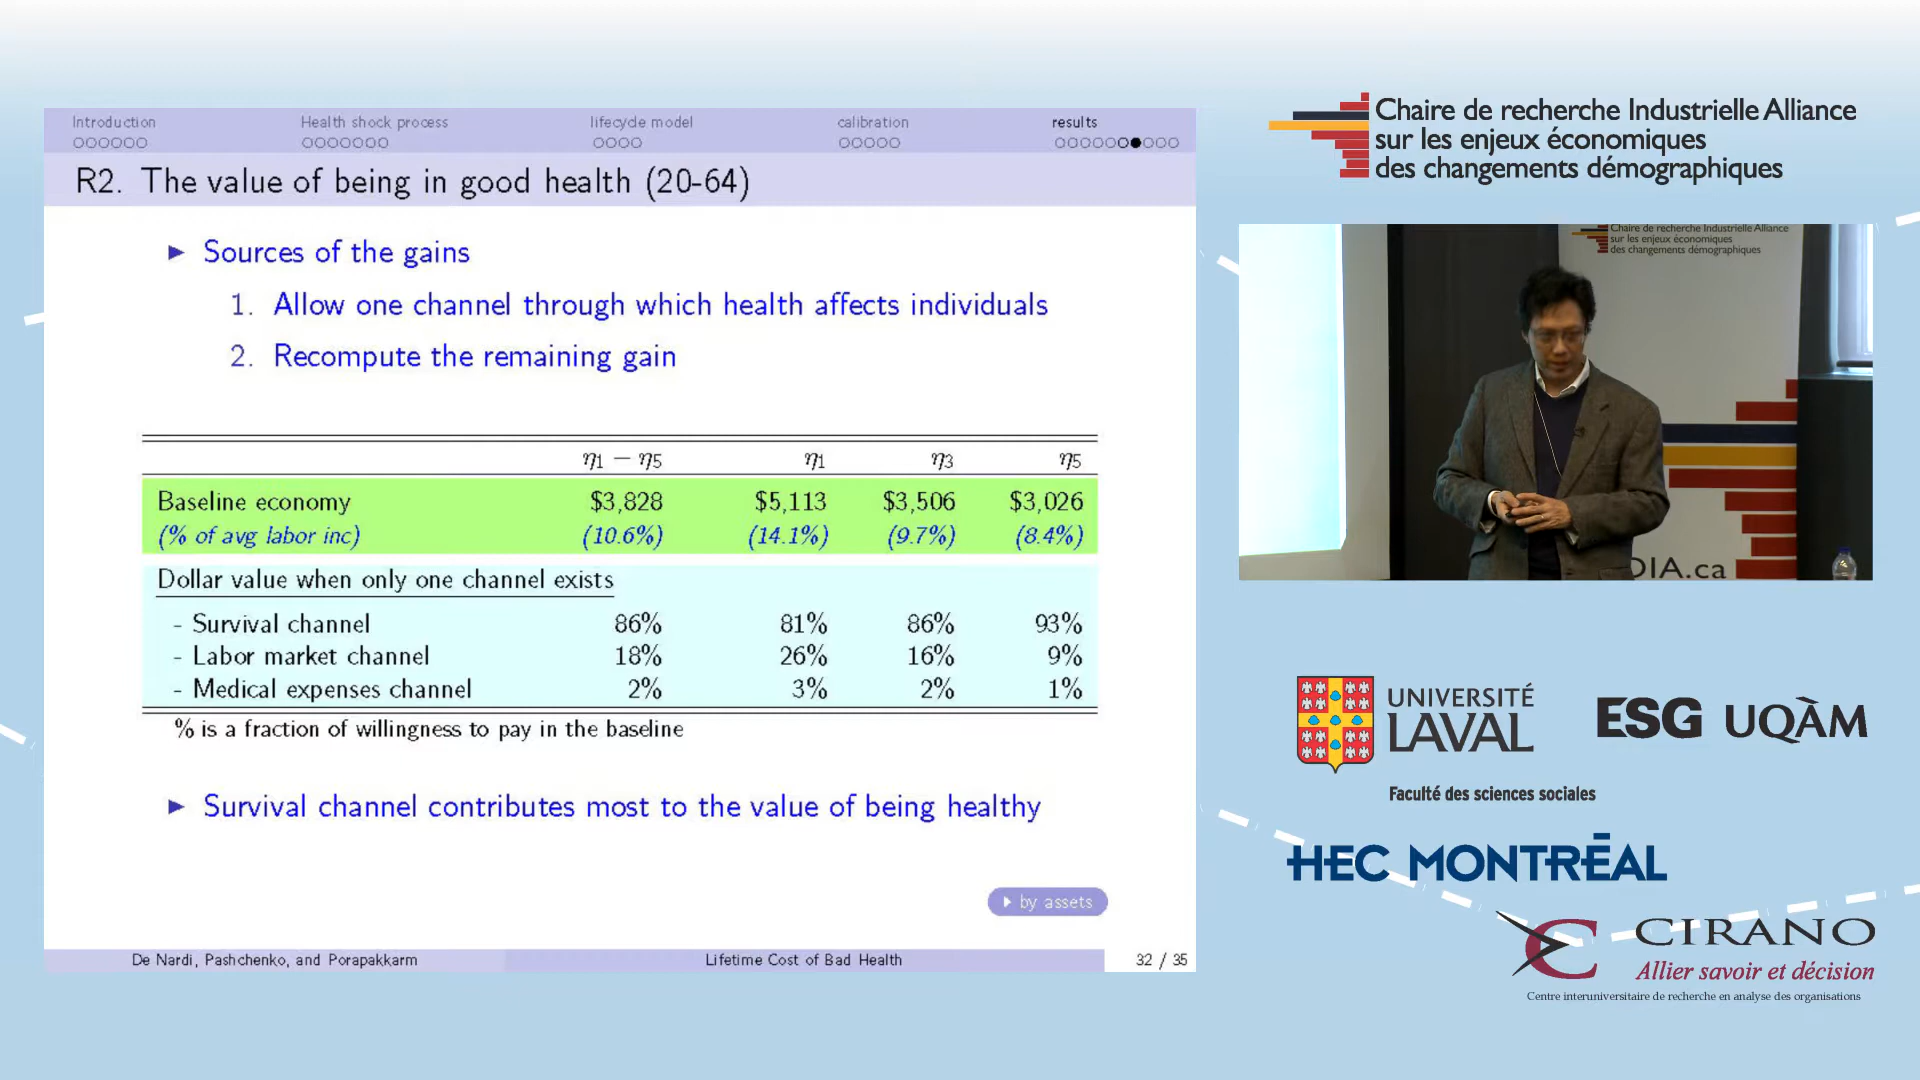 Introduction
Health shock process
lifecycle model
calibration
results
R2. The value of being in good health (20-64)
▶ Sources of the gains
1. Allow one channel through which health affects individuals
2. Recompute the remaining gain
η1 − η5 η1 η3 η5
Baseline economy $3,828 $5,113 $3,506 $3,026
(% of avg labor inc) (10.6%) (14.1%) (9.7%) (8.4%)
Dollar value when only one channel exists
- Survival channel 86% 81% 86% 93%
- Labor market channel 18% 26% 16% 9%
- Medical expenses channel 2% 3% 2% 1%
% is a fraction of willingness to pay in the baseline
▶ Survival channel contributes most to the value of being healthy
▶ by assets
De Nardi, Pashchenko, and Porapakkarm
Lifetime Cost of Bad Health
32 / 35
Chaire de recherche Industrielle Alliance
sur les enjeux économiques
des changements démographiques
Chaire de recherche Industrielle Alliance
sur les enjeux économiques
des changements démographiques
DIA.ca
UNIVERSITÉ
LAVAL
Faculté des sciences sociales
ESG UQÀM
HEC MONTRÉAL
CIRANO
Allier savoir et décision
Centre interuniversitaire de recherche en analyse des organisations